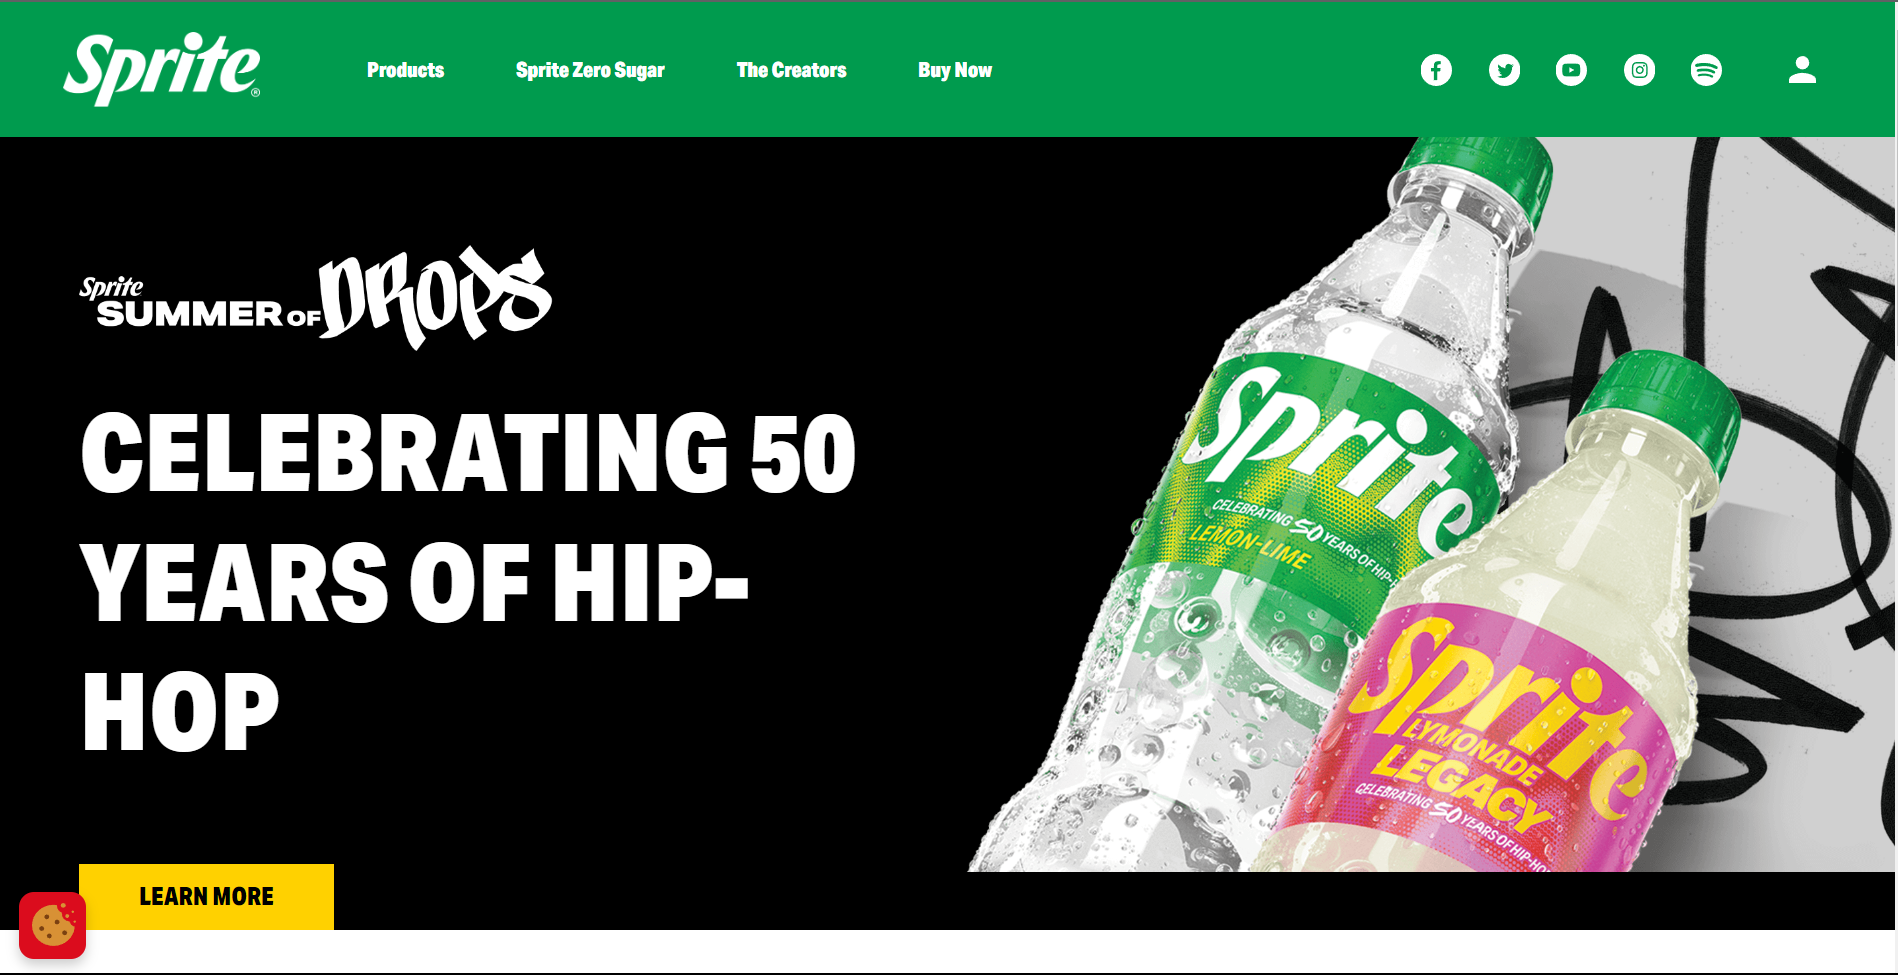 Sprite®
Products
Sprite Zero Sugar
The Creators
Buy Now
Sprite
SUMMER OF DROPS
CELEBRATING 50
YEARS OF HIP-
HOP
LEARN MORE
Sprite
CELEBRATING 50 YEARS OF HIP-H
LEMON-LIME
Sprite
LYMONADE
LEGACY
CELEBRATING 50 YEARS OF HIP-HO